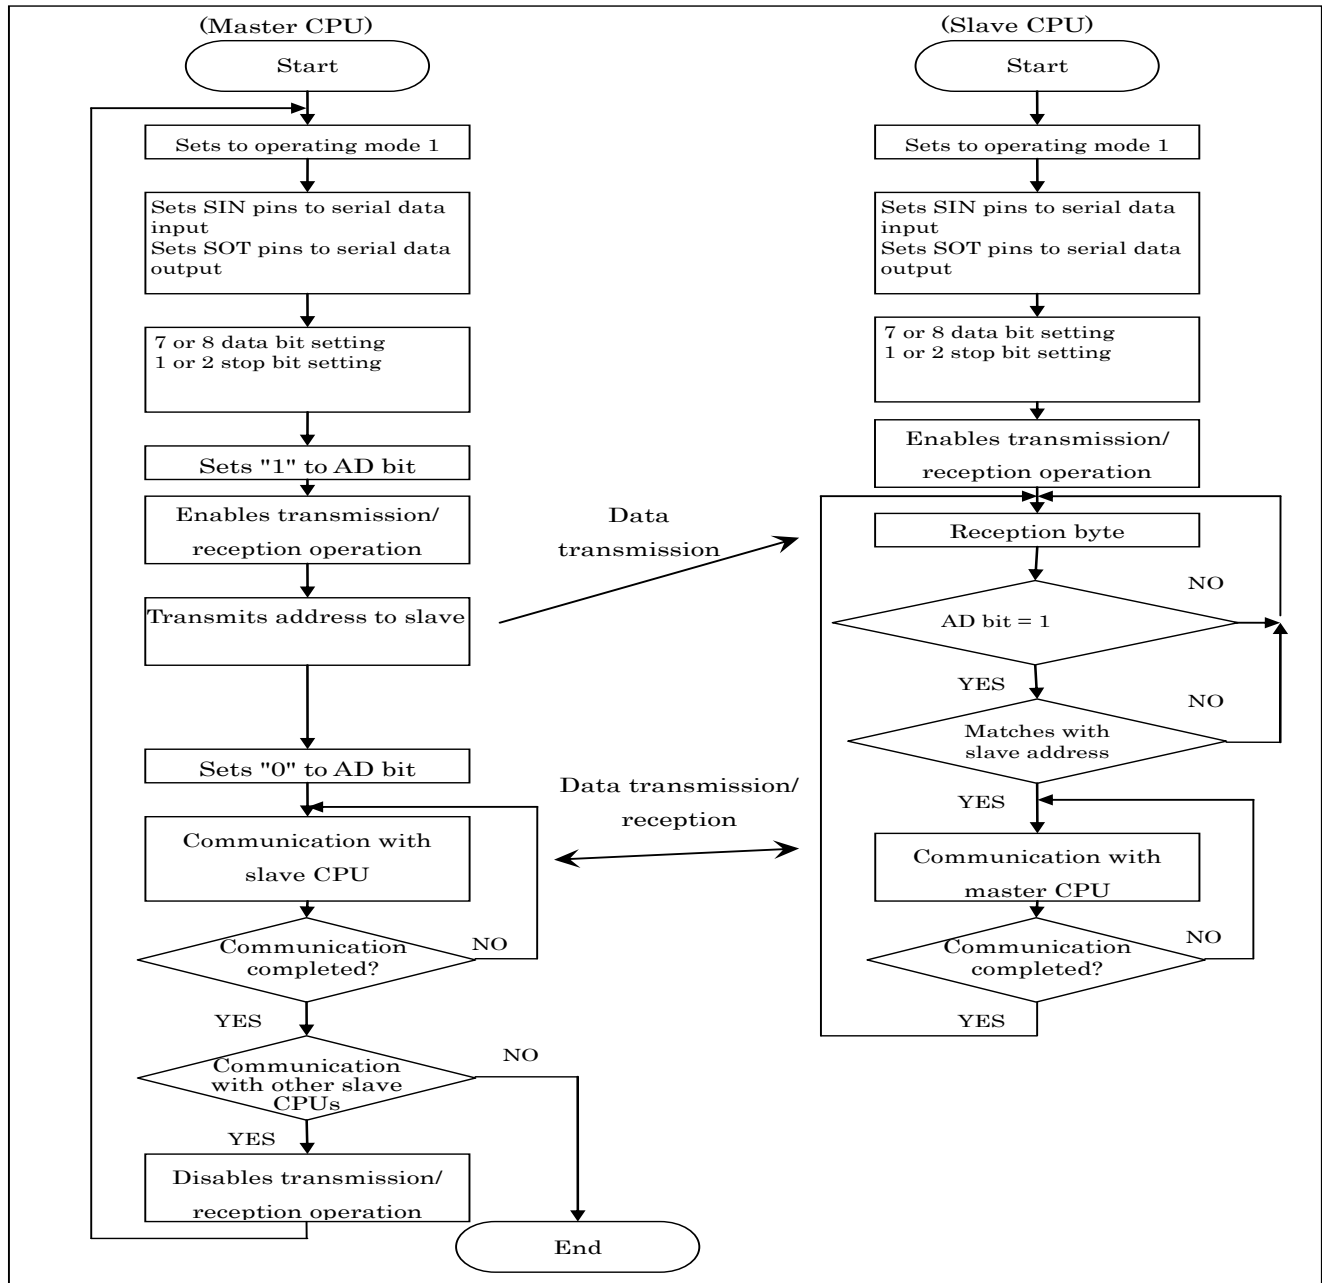 (Master CPU)
Start
Sets to operating mode 1
Sets SIN pins to serial data
input
Sets SOT pins to serial data
output
7 or 8 data bit setting
1 or 2 stop bit setting
Sets "1" to AD bit
Enables transmission/
reception operation
Transmits address to slave
Sets "0" to AD bit
Communication with
slave CPU
Communication
completed?
NO
YES
Communication
with other slave
CPUs
NO
YES
Disables transmission/
reception operation
End
Data
transmission
Data transmission/
reception
(Slave CPU)
Start
Sets to operating mode 1
Sets SIN pins to serial data
input
Sets SOT pins to serial data
output
7 or 8 data bit setting
1 or 2 stop bit setting
Enables transmission/
reception operation
Reception byte
NO
AD bit = 1
YES
NO
Matches with
slave address
YES
Communication with
master CPU
Communication
completed?
NO
YES